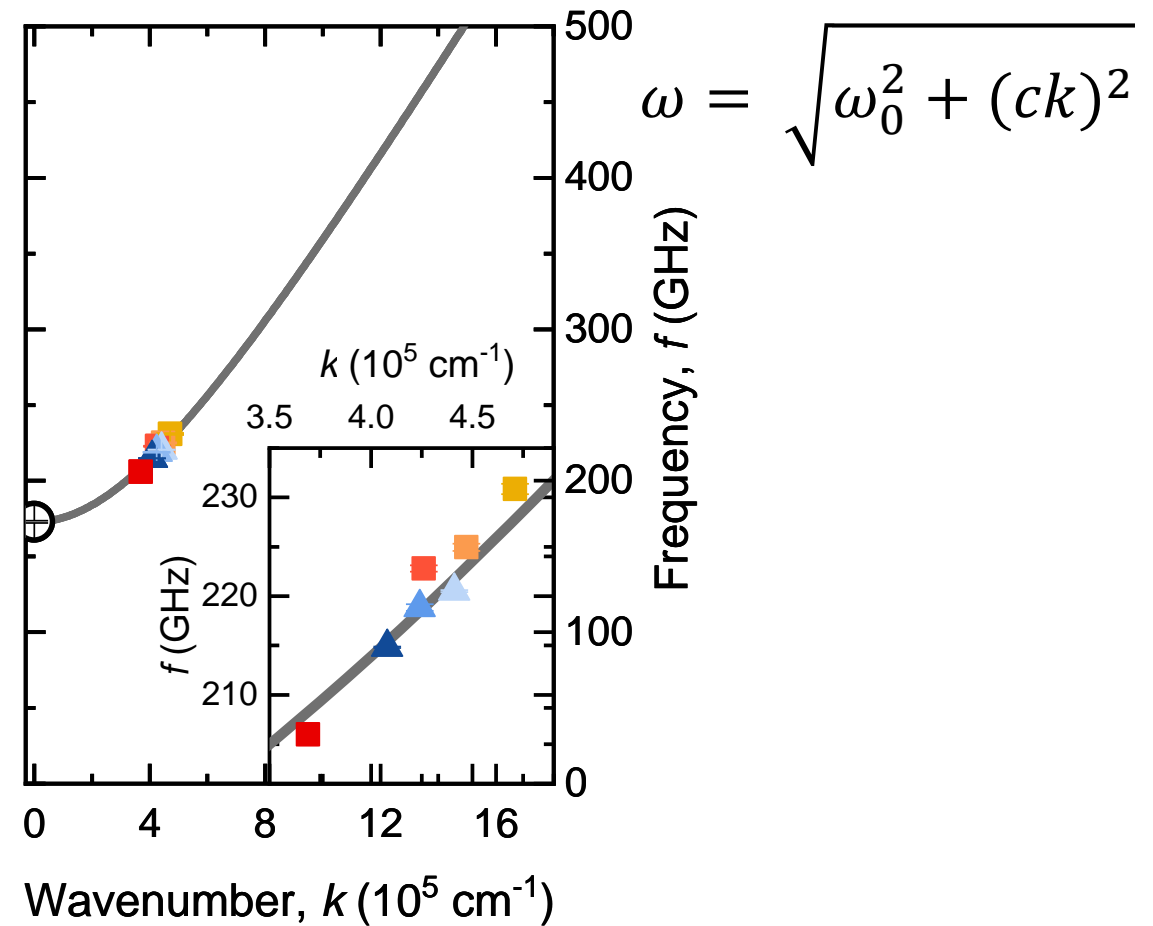 500
ω = √ω₀² + (ck)²
400
Frequency, f (GHz)
300
k (10⁵ cm⁻¹)
3.5 4.0 4.5
200
230
f (GHz)
220
100
210
0
0 4 8 12 16
Wavenumber, k (10⁵ cm⁻¹)